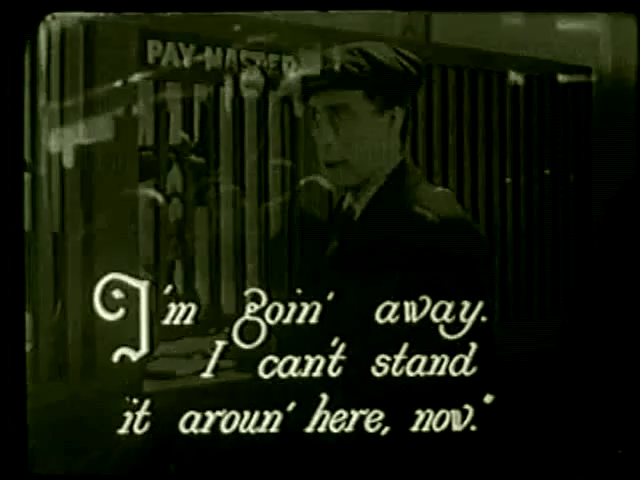 PAY-MASTER
I'm goin' away.
I can't stand
it aroun' here, now."